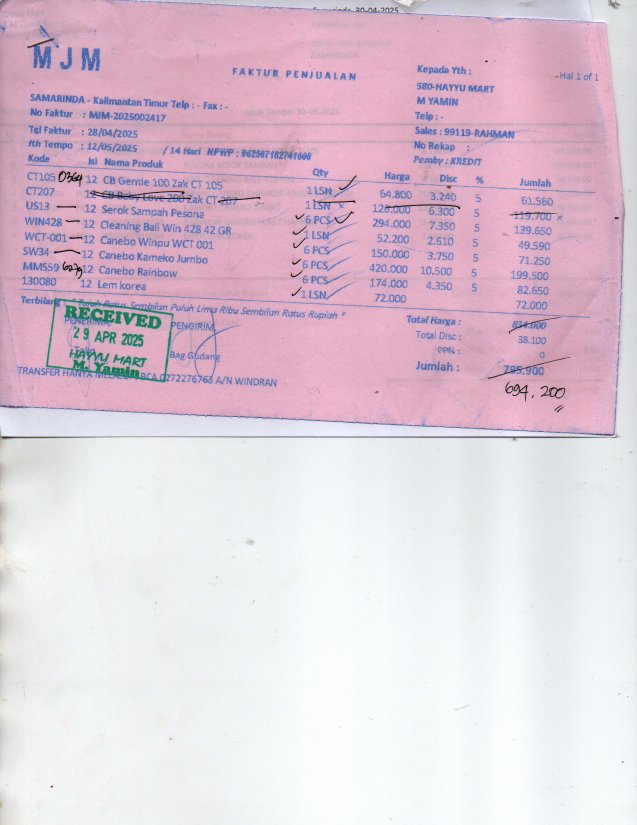 30-04-2025
MJM
FAKTUR PENJUALAN
Kepada Yth :
Hal 1 of 1
580-HAYYU MART
M YAMIN
SAMARINDA - Kalimantan Timur Telp : - Fax : -
Telp : -
No Faktur : MJM-2025002417
Sales : 99119-RAHMAN
Tgl Faktur : 28/04/2025
No Rekap :
Jth Tempo : 12/05/2025 / 14 Hari NPWP : 862507182741000
Pemby : KREDIT
Kode Isi Nama Produk Qty Harga Disc % Jumlah
CT105 0364 12 CB Gentle 100 Zak CT 105 1 LSN 64.800 3.240 5 61.560
CT207 12 CB Baby Love 200 Zak CT 207 1 LSN x 126.000 6.300 5 119.700 x
US13 12 Serok Sampah Pesona 6 PCS 294.000 7.350 5 139.650
WIN428 12 Cleaning Ball Win 428 42 GR 1 LSN 52.200 2.610 5 49.590
WCT-001 12 Canebo Winpu WCT 001 6 PCS 150.000 3.750 5 71.250
SW34 12 Canebo Kameko Jumbo 6 PCS 420.000 10.500 5 199.500
MMS59 12 Canebo Rainbow 6 PCS 174.000 4.350 5 82.650
130080 12 Lem korea 1 LSN 72.000 72.000
Terbilang * Tujuh Ratus Sembilan Puluh Lima Ribu Sembilan Ratus Rupiah *
Total Harga : 834.000
PENERIMA PENGIRIM
Total Disc : 38.100
PPN : 0
RECEIVED
29 APR 2025
HAYYU MART
M. Yamin
Bag Gudang
Jumlah : 795.900
694.200
TRANSFER HANYA BCA 0272276763 A/N WINDRAN